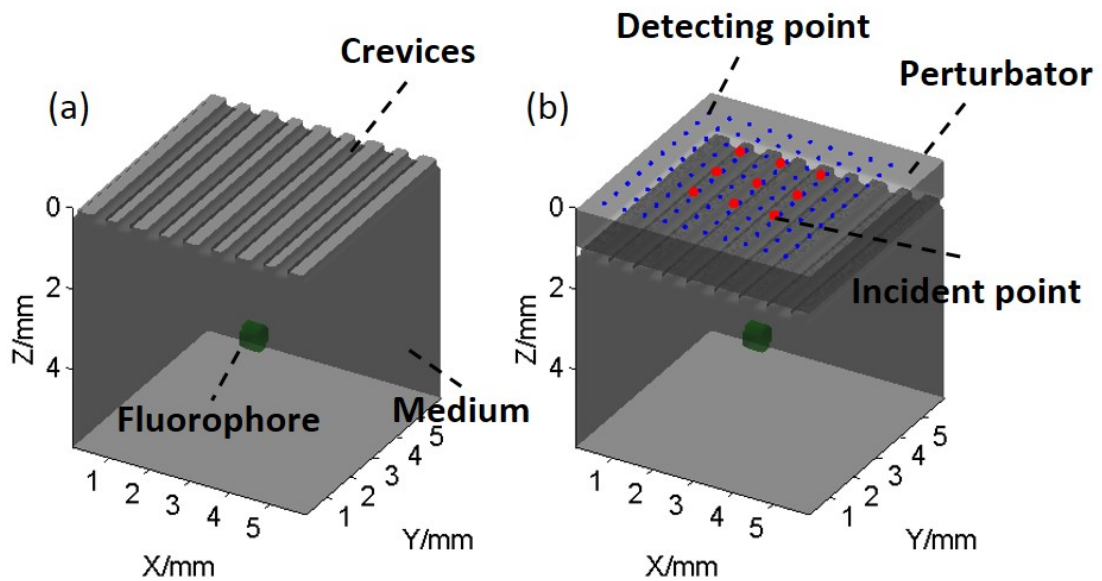 (a)
Crevices
0
2
4
Z/mm
Fluorophore
Medium
1
2
3
4
5
X/mm
1
2
3
4
5
Y/mm
(b)
Detecting point
Perturbator
0
2
4
Z/mm
Incident point
1
2
3
4
5
X/mm
1
2
3
4
5
Y/mm